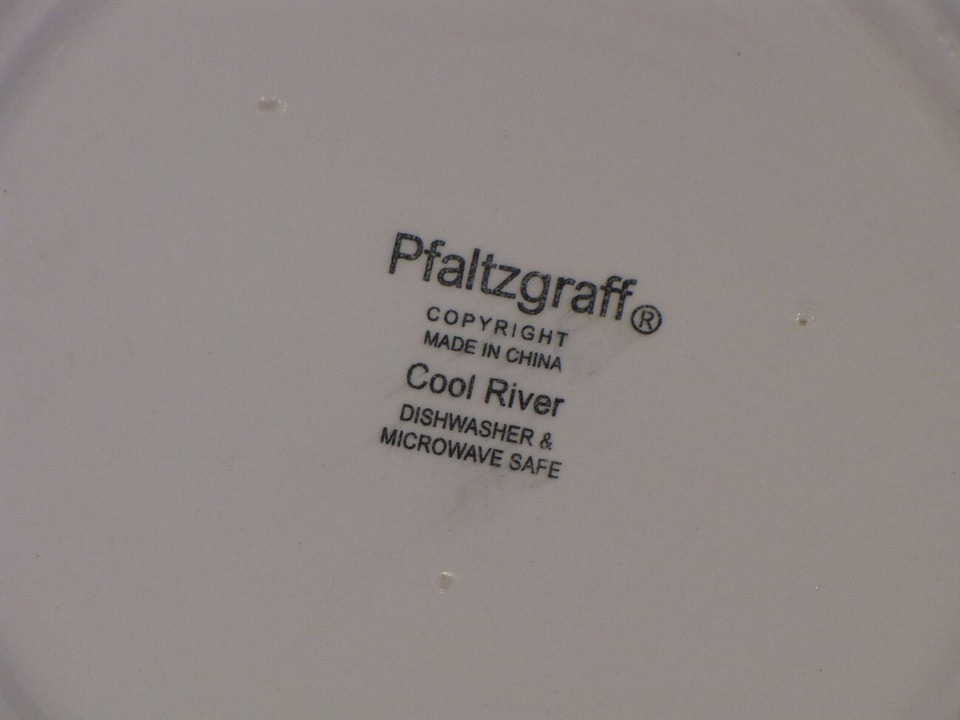 Pfaltzgraff®
COPYRIGHT
MADE IN CHINA
Cool River
DISHWASHER &
MICROWAVE SAFE